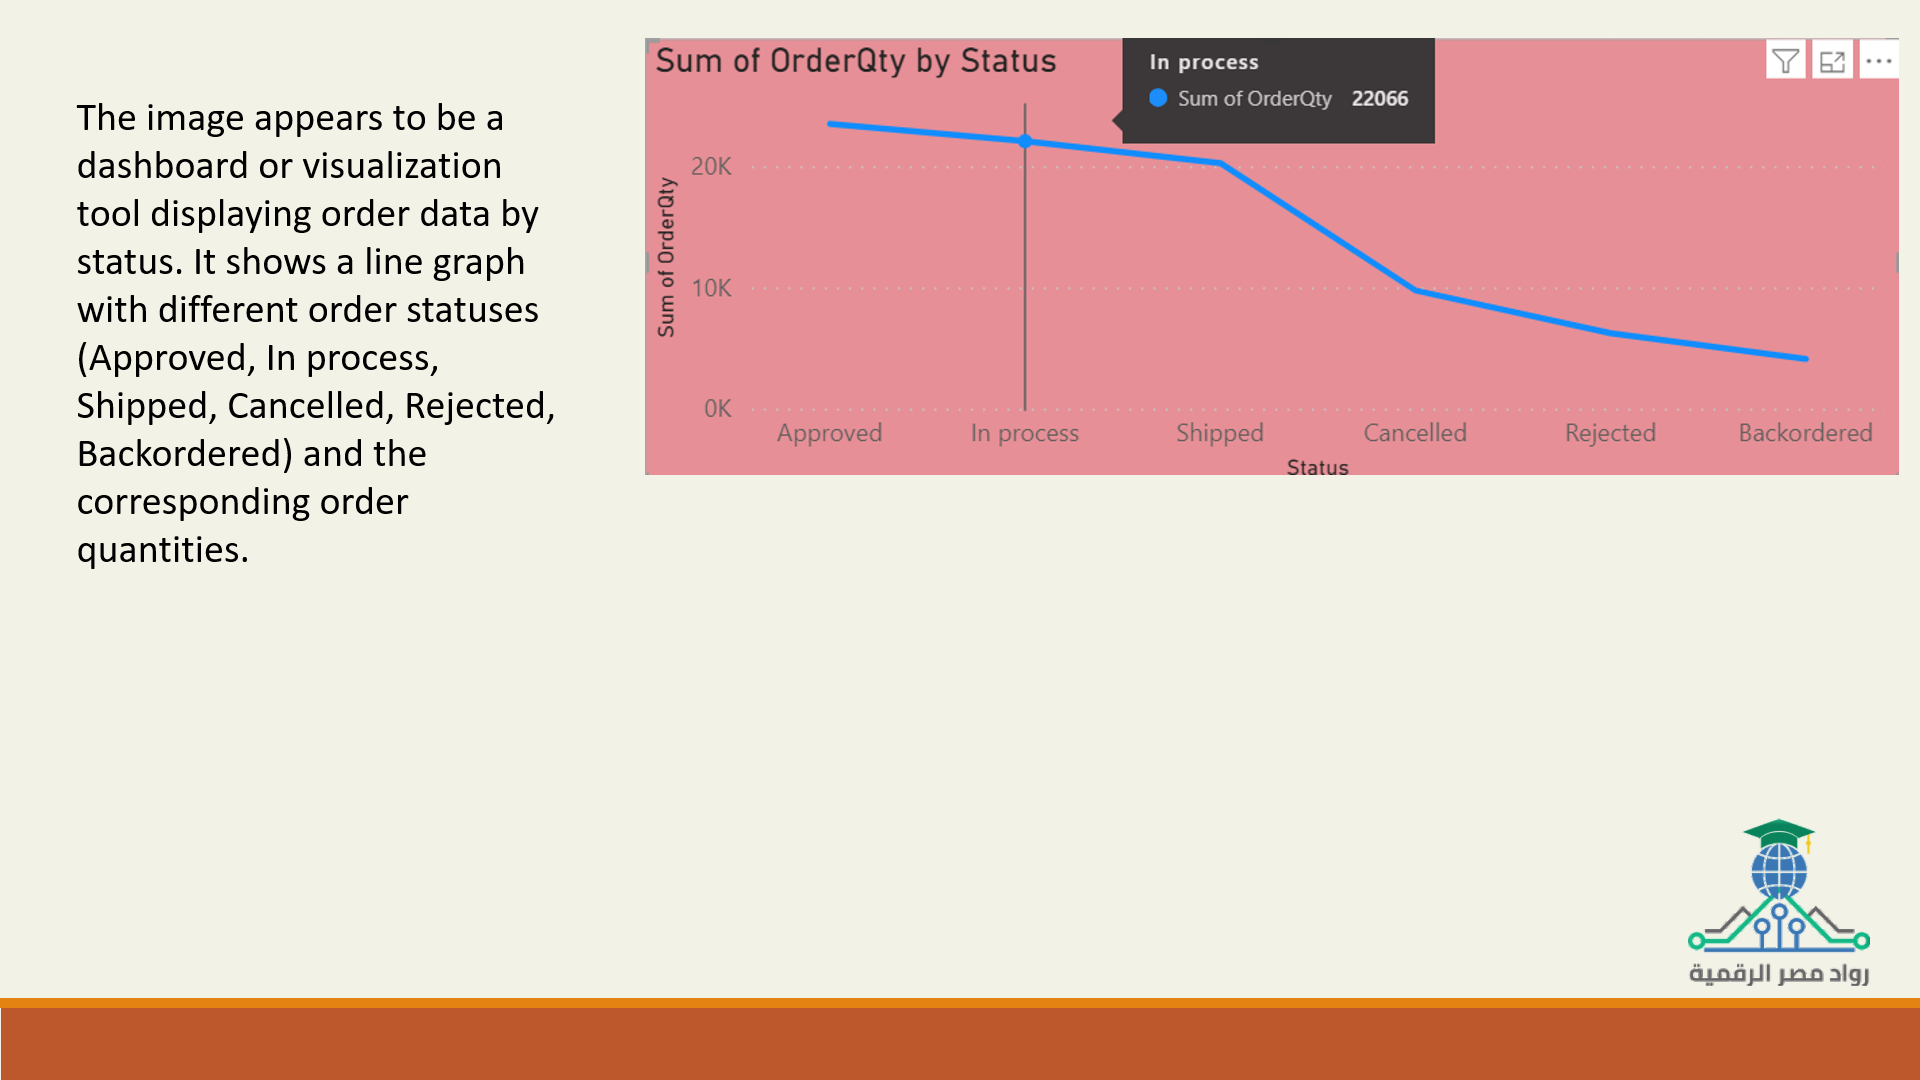 The image appears to be a
dashboard or visualization
tool displaying order data by
status. It shows a line graph
with different order statuses
(Approved, In process,
Shipped, Cancelled, Rejected,
Backordered) and the
corresponding order
quantities.
Sum of OrderQty by Status
In process
Sum of OrderQty 22066
Sum of OrderQty
20K
10K
0K
Approved In process Shipped Cancelled Rejected Backordered
Status
رواد مصر الرقمية